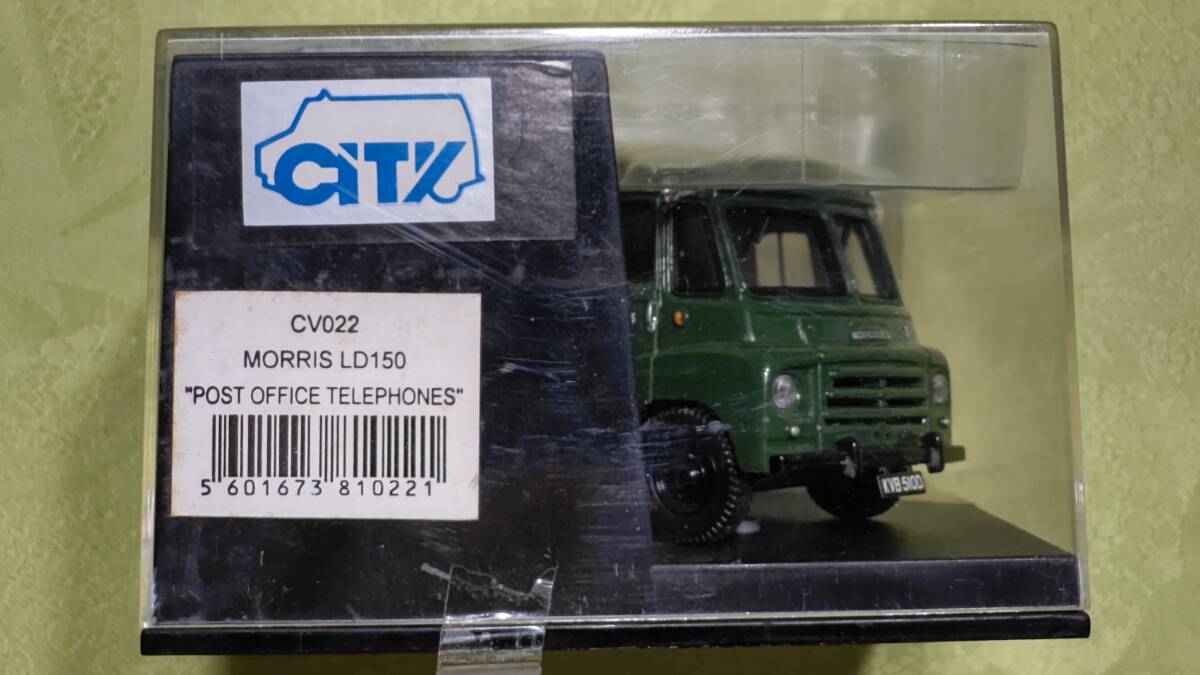 CITY
CV022
MORRIS LD150
"POST OFFICE TELEPHONES"
5 601673 810221
KVB 510D